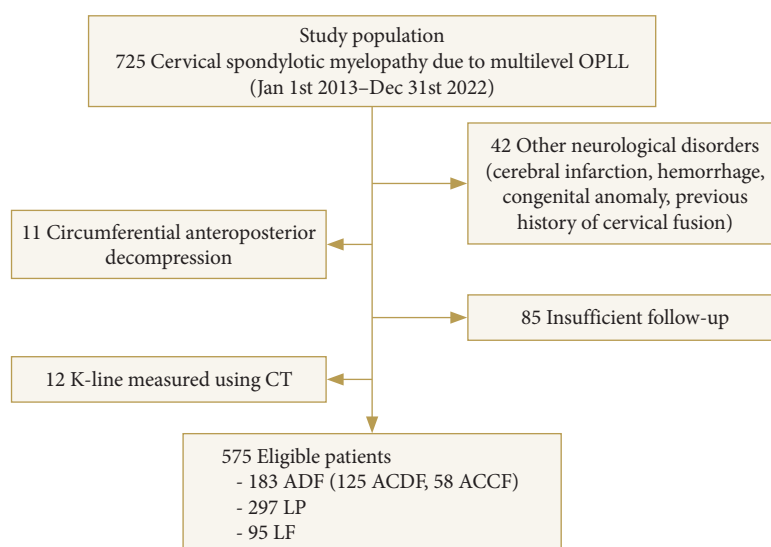 Study population
725 Cervical spondylotic myelopathy due to multilevel OPLL
(Jan 1st 2013–Dec 31st 2022)
42 Other neurological disorders
(cerebral infarction, hemorrhage,
congenital anomaly, previous
history of cervical fusion)
11 Circumferential anteroposterior
decompression
85 Insufficient follow-up
12 K-line measured using CT
575 Eligible patients
- 183 ADF (125 ACDF, 58 ACCF)
- 297 LP
- 95 LF